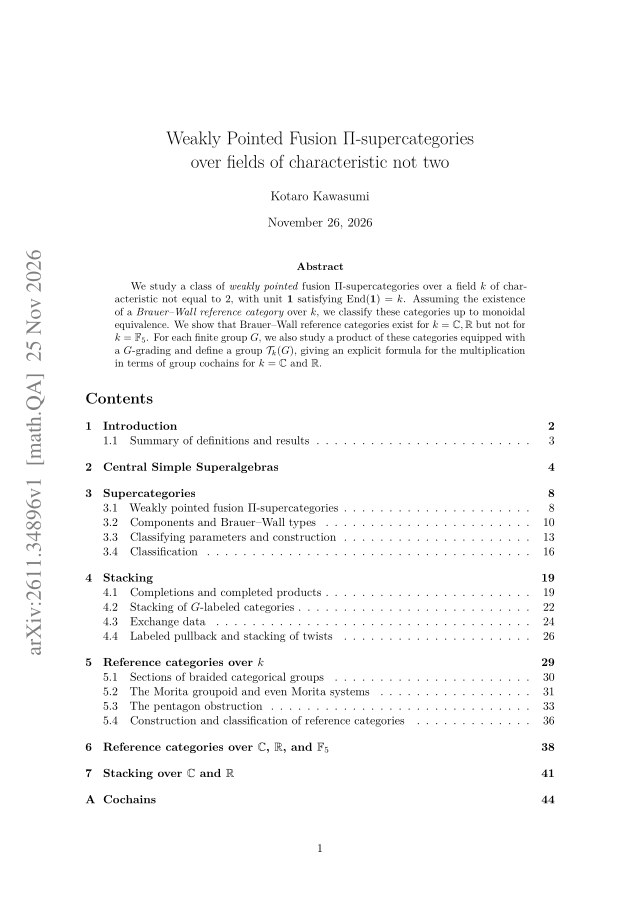 Weakly Pointed Fusion Π-supercategories
over fields of characteristic not two
Kotaro Kawasumi
November 26, 2026
Abstract
We study a class of weakly pointed fusion Π-supercategories over a field k of char-
acteristic not equal to 2, with unit 1 satisfying End(1) = k. Assuming the existence
of a Brauer–Wall reference category over k, we classify these categories up to monoidal
equivalence. We show that Brauer–Wall reference categories exist for k = ℂ, ℝ but not for
k = 𝔽₅. For each finite group G, we also study a product of these categories equipped with
a G-grading and define a group 𝒯ₖ(G), giving an explicit formula for the multiplication
in terms of group cochains for k = ℂ and ℝ.
Contents
1 Introduction 2
1.1 Summary of definitions and results . . . . . . . . . . . . . . . . . . . . . . . . 3
2 Central Simple Superalgebras 4
3 Supercategories 8
3.1 Weakly pointed fusion Π-supercategories . . . . . . . . . . . . . . . . . . . . . 8
3.2 Components and Brauer–Wall types . . . . . . . . . . . . . . . . . . . . . . . 10
3.3 Classifying parameters and construction . . . . . . . . . . . . . . . . . . . . . 13
3.4 Classification . . . . . . . . . . . . . . . . . . . . . . . . . . . . . . . . . . . . 16
4 Stacking 19
4.1 Completions and completed products . . . . . . . . . . . . . . . . . . . . . . . 19
4.2 Stacking of G-labeled categories . . . . . . . . . . . . . . . . . . . . . . . . . . 22
4.3 Exchange data . . . . . . . . . . . . . . . . . . . . . . . . . . . . . . . . . . . 24
4.4 Labeled pullback and stacking of twists . . . . . . . . . . . . . . . . . . . . . 26
5 Reference categories over k 29
5.1 Sections of braided categorical groups . . . . . . . . . . . . . . . . . . . . . . 30
5.2 The Morita groupoid and even Morita systems . . . . . . . . . . . . . . . . . 31
5.3 The pentagon obstruction . . . . . . . . . . . . . . . . . . . . . . . . . . . . . 33
5.4 Construction and classification of reference categories . . . . . . . . . . . . . 36
6 Reference categories over ℂ, ℝ, and 𝔽₅ 38
7 Stacking over ℂ and ℝ 41
A Cochains 44
1
arXiv:2611.34896v1 [math.QA] 25 Nov 2026